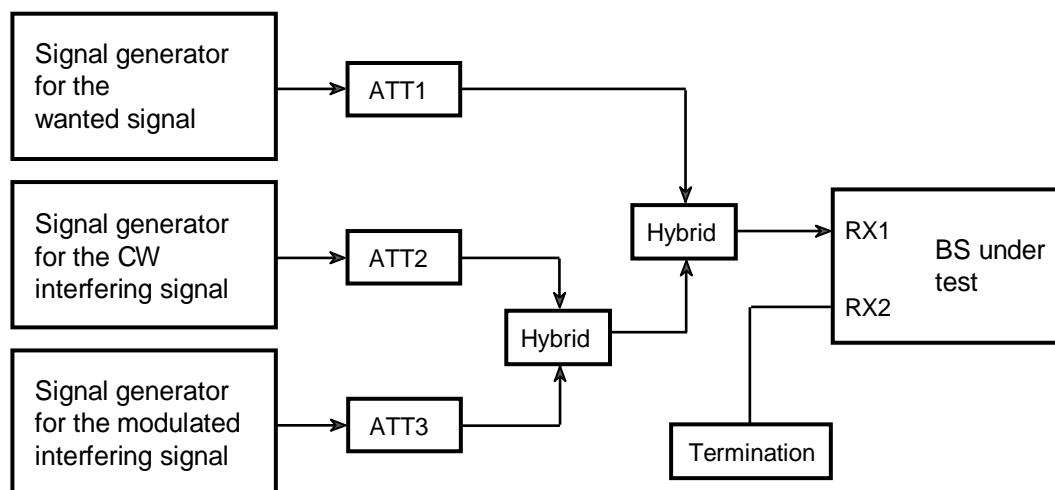 Signal generator
for the
wanted signal
ATT1
Signal generator
for the CW
interfering signal
ATT2
Hybrid
Hybrid
RX1
RX2
BS under
test
Signal generator
for the modulated
interfering signal
ATT3
Termination